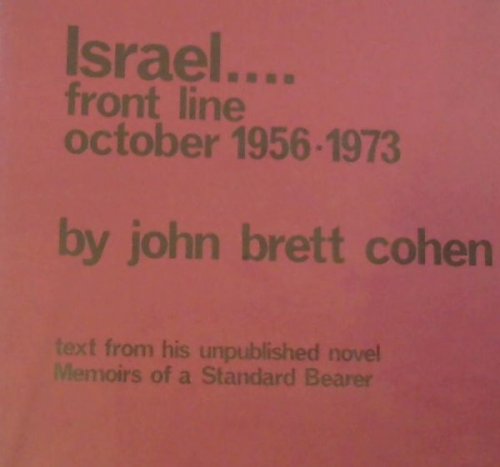 Israel....
front line
october 1956·1973
by john brett cohen
text from his unpublished novel
Memoirs of a Standard Bearer